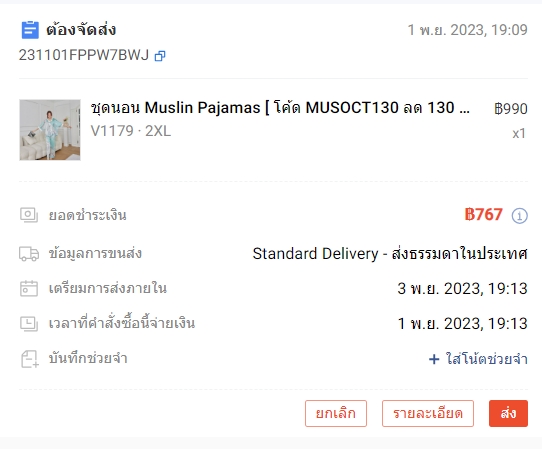 ต้องจัดส่ง 1 พ.ย. 2023, 19:09
231101FPPW7BWJ
ชุดนอน Muslin Pajamas [ โค้ด MUSOCT130 ลด 130 ... ฿990
V1179 · 2XL x1
ยอดชำระเงิน ฿767
ข้อมูลการขนส่ง Standard Delivery - ส่งธรรมดาในประเทศ
เตรียมการส่งภายใน 3 พ.ย. 2023, 19:13
เวลาที่คำสั่งซื้อนี้จ่ายเงิน 1 พ.ย. 2023, 19:13
บันทึกช่วยจำ + ใส่โน้ตช่วยจำ
ยกเลิก รายละเอียด ส่ง